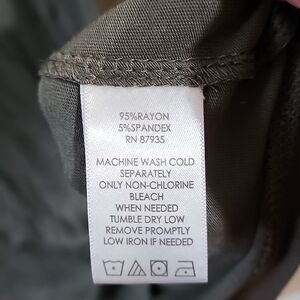 95%RAYON
5%SPANDEX
RN 87935
MACHINE WASH COLD
SEPARATELY
ONLY NON-CHLORINE
BLEACH
WHEN NEEDED
TUMBLE DRY LOW
REMOVE PROMPTLY
LOW IRON IF NEEDED